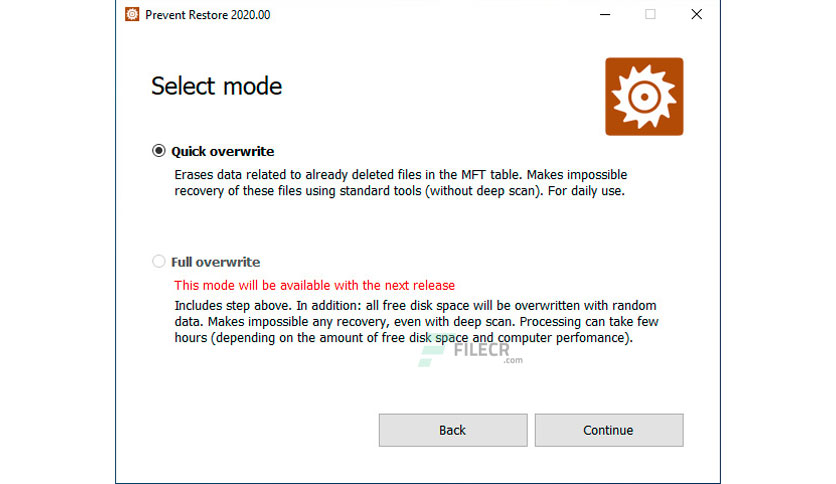 Prevent Restore 2020.00
Select mode
Quick overwrite
Erases data related to already deleted files in the MFT table. Makes impossible
recovery of these files using standard tools (without deep scan). For daily use.
Full overwrite
This mode will be available with the next release
Includes step above. In addition: all free disk space will be overwritten with random
data. Makes impossible any recovery, even with deep scan. Processing can take few
hours (depending on the amount of free disk space and computer perfomance).
FILECR
.com
Back
Continue